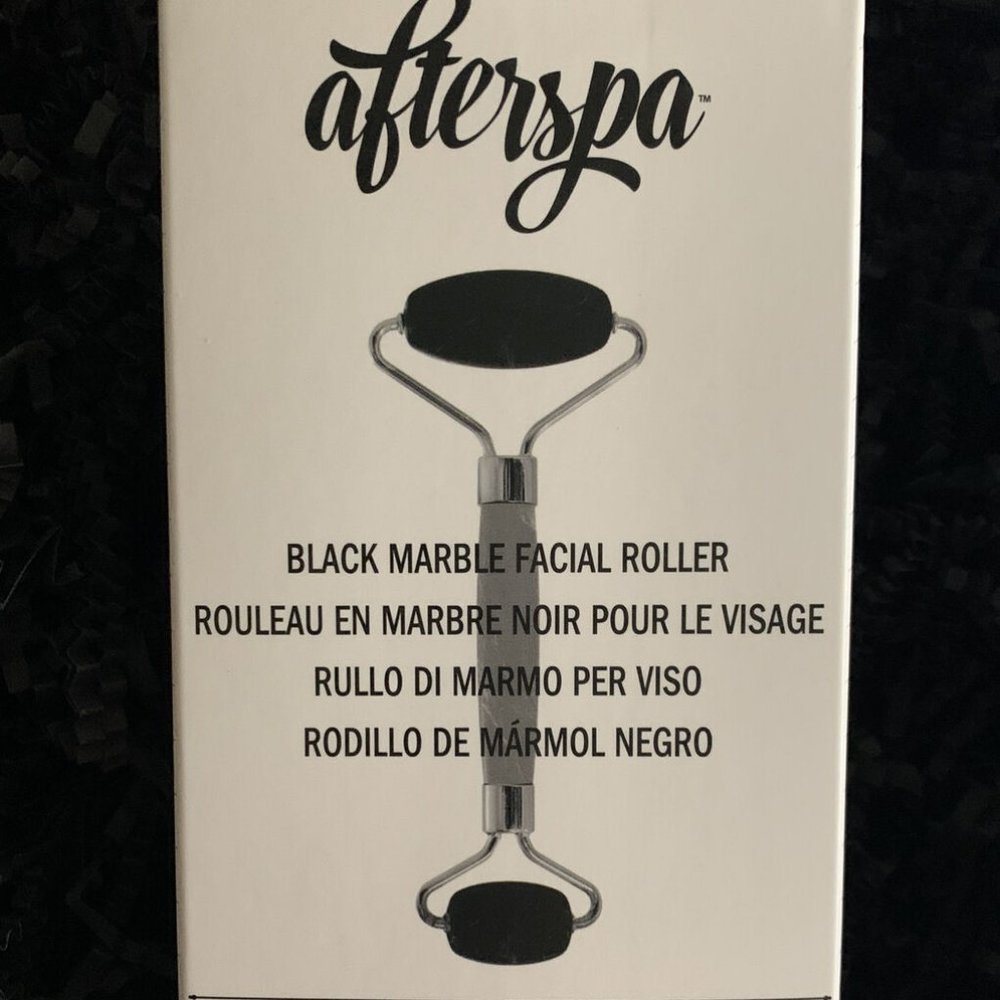 afterspa™
BLACK MARBLE FACIAL ROLLER
ROULEAU EN MARBRE NOIR POUR LE VISAGE
RULLO DI MARMO PER VISO
RODILLO DE MÁRMOL NEGRO